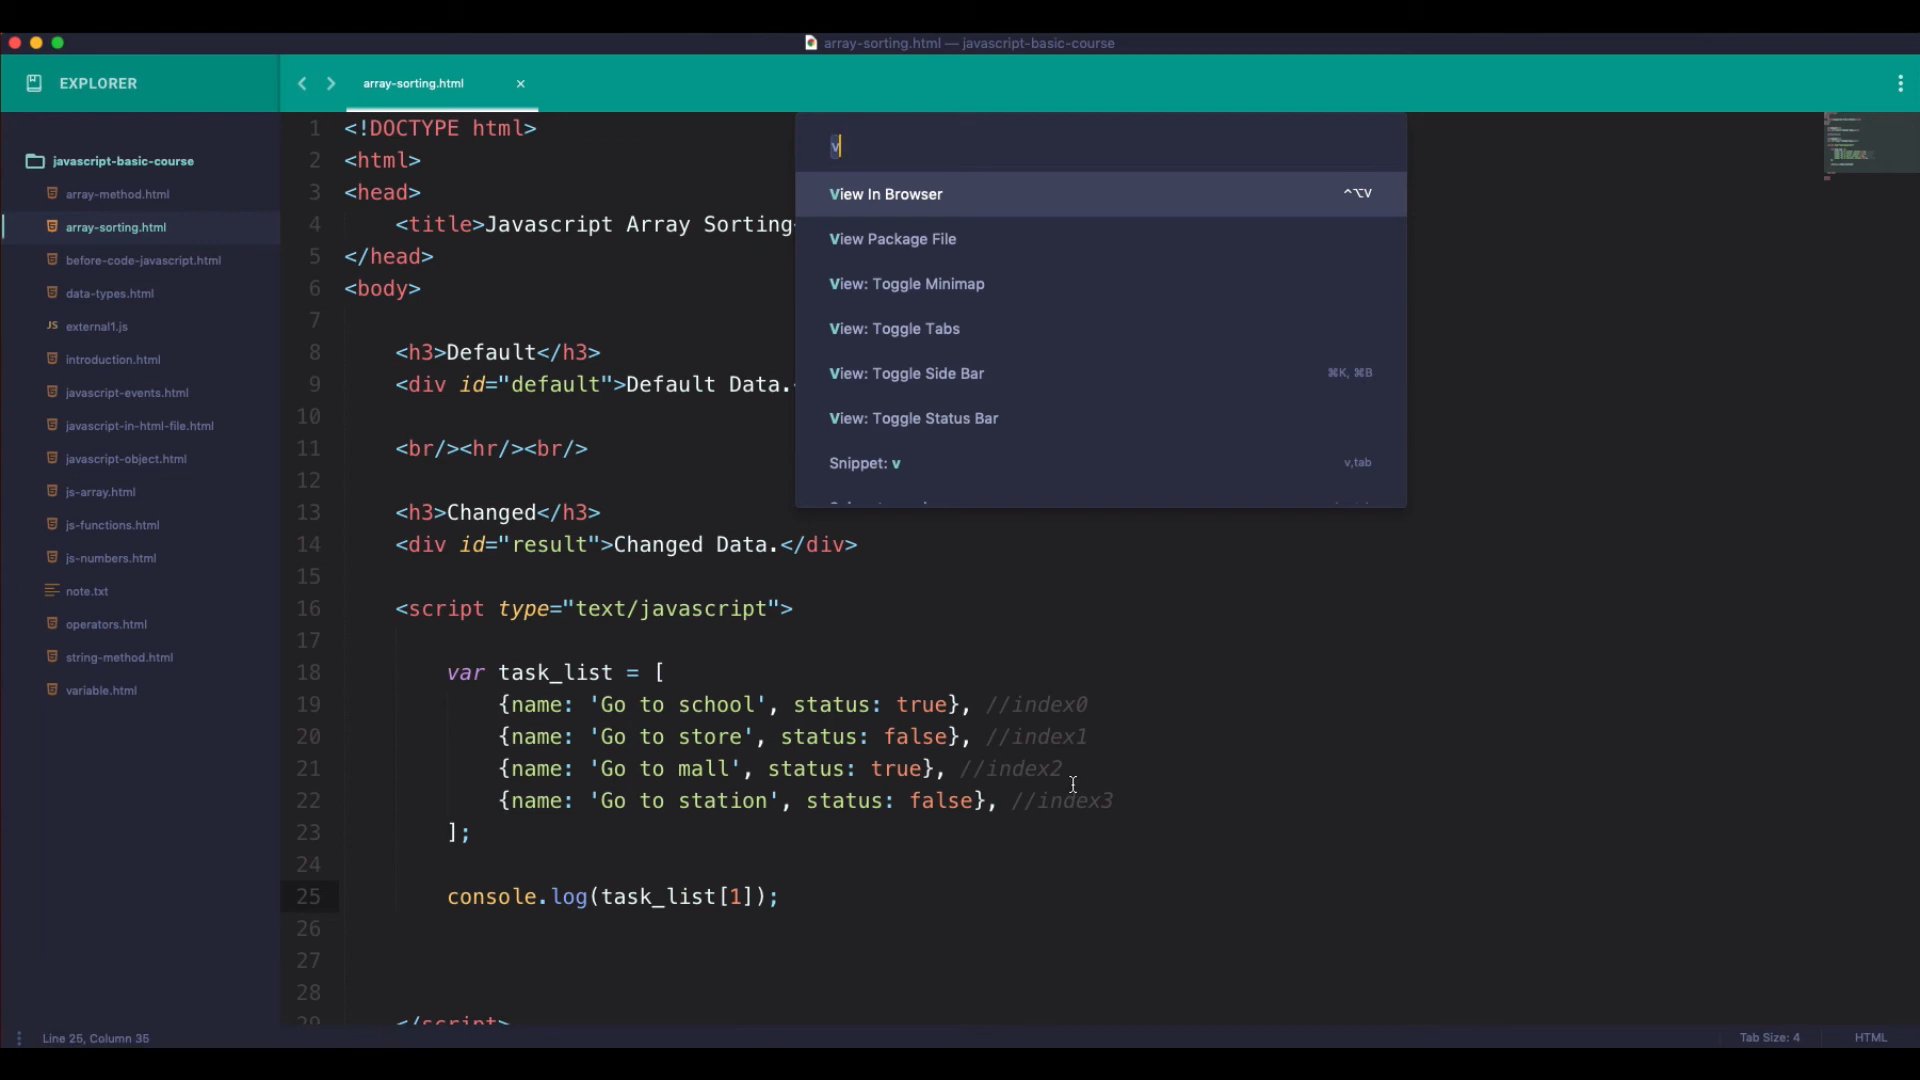 array-sorting.html — javascript-basic-course
EXPLORER
array-sorting.html ×
javascript-basic-course
array-method.html
array-sorting.html
before-code-javascript.html
data-types.html
JS external1.js
introduction.html
javascript-events.html
javascript-in-html-file.html
javascript-object.html
js-array.html
js-functions.html
js-numbers.html
note.txt
operators.html
string-method.html
variable.html
1 <!DOCTYPE html>
2 <html>
3 <head>
4 <title>Javascript Array Sorting
5 </head>
6 <body>
7
8 <h3>Default</h3>
9 <div id="default">Default Data.
10
11 <br/><hr/><br/>
12
13 <h3>Changed</h3>
14 <div id="result">Changed Data.</div>
15
16 <script type="text/javascript">
17
18 var task_list = [
19 {name: 'Go to school', status: true}, //index0
20 {name: 'Go to store', status: false}, //index1
21 {name: 'Go to mall', status: true}, //index2
22 {name: 'Go to station', status: false}, //index3
23 ];
24
25 console.log(task_list[1]);
26
27
28
29 </script>
v
View In Browser ^⌥V
View Package File
View: Toggle Minimap
View: Toggle Tabs
View: Toggle Side Bar ⌘K, ⌘B
View: Toggle Status Bar
Snippet: v v,tab
Line 25, Column 35
Tab Size: 4 HTML